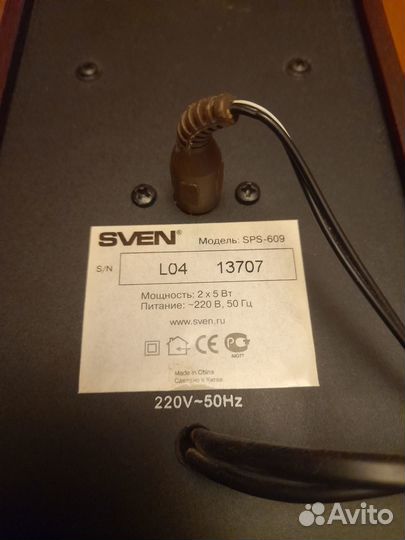 SVEN®
Модель: SPS-609
S/N L04 13707
Мощность: 2 x 5 Вт
Питание: ~220 В, 50 Гц
www.sven.ru
CE
Made in China
Сделано в Китае
220V~50Hz
Avito